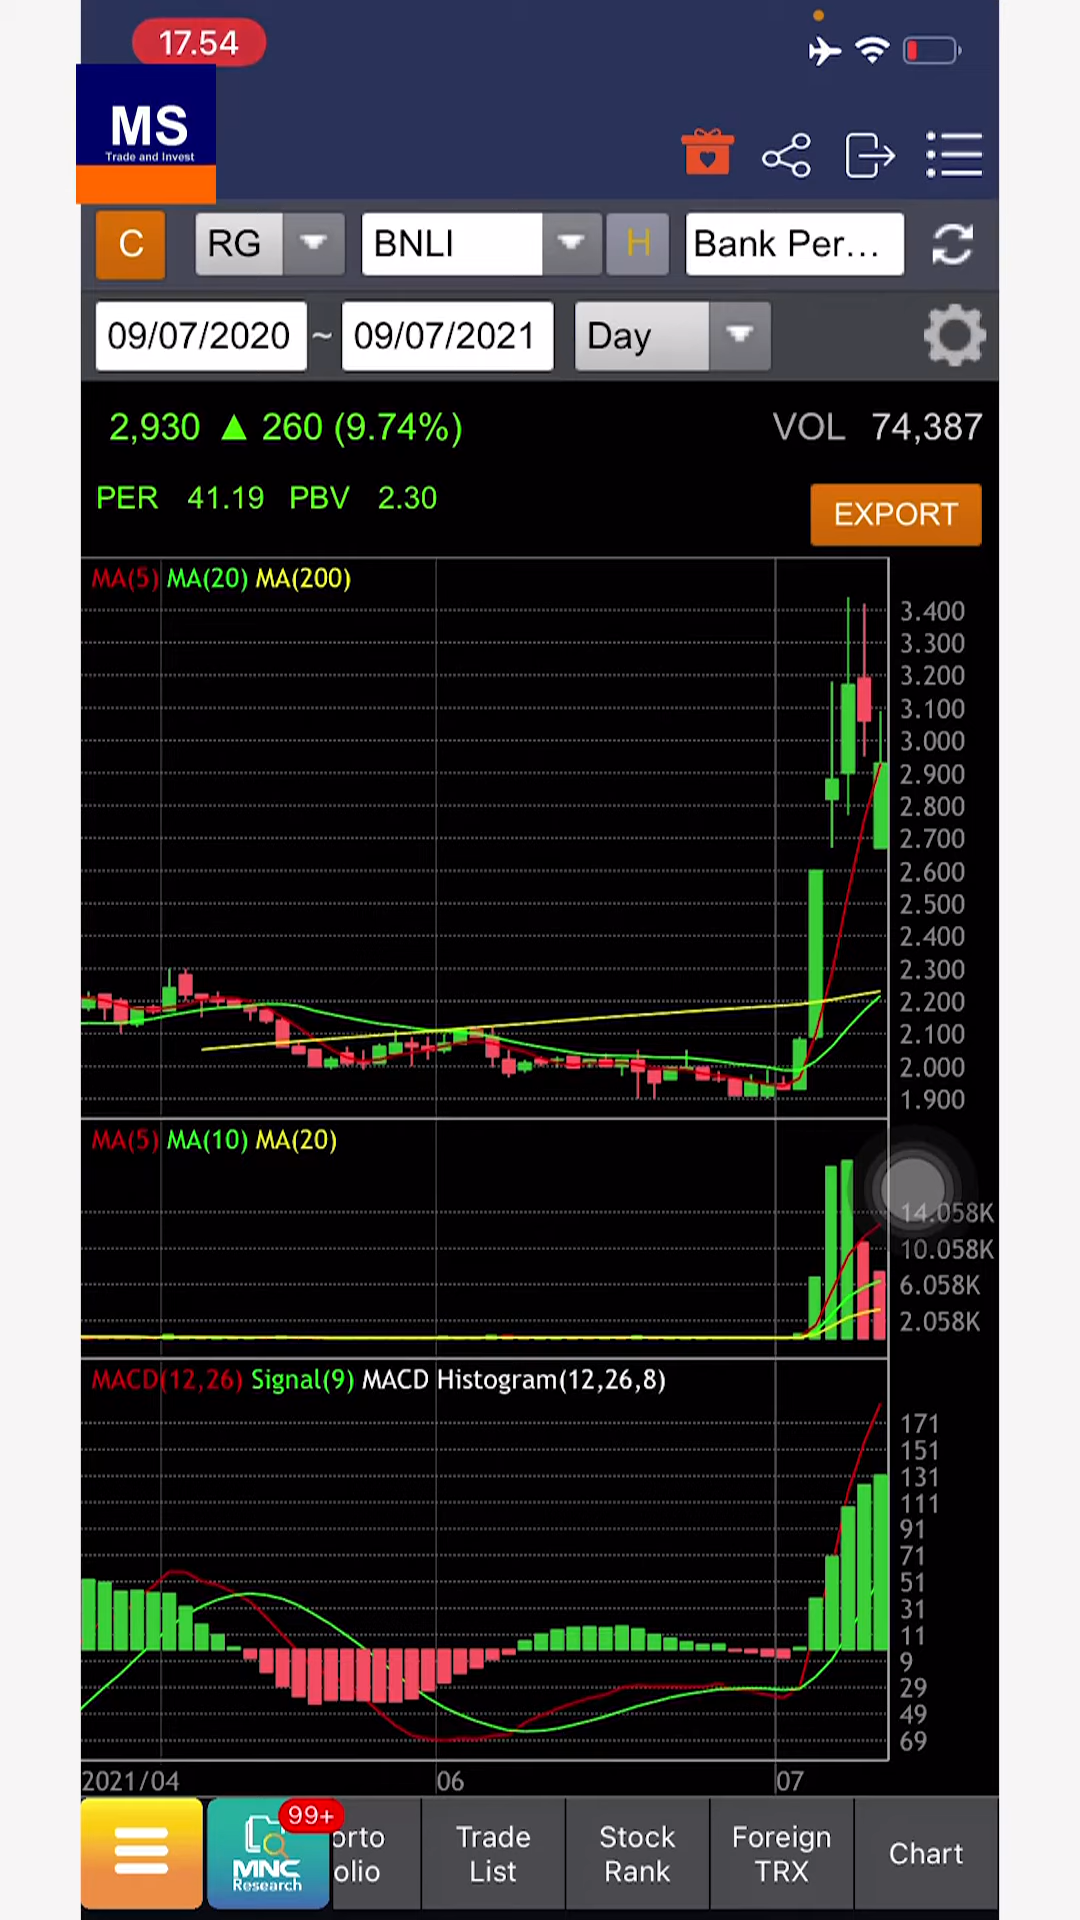 17.54
MS
Trade and Invest
C RG BNLI H Bank Per...
09/07/2020 ~ 09/07/2021 Day
2,930 ▲ 260 (9.74%) VOL 74,387
PER 41.19 PBV 2.30
EXPORT
MA(5) MA(20) MA(200)
3.400
3.300
3.200
3.100
3.000
2.900
2.800
2.700
2.600
2.500
2.400
2.300
2.200
2.100
2.000
1.900
MA(5) MA(10) MA(20)
14.058K
10.058K
6.058K
2.058K
MACD(12,26) Signal(9) MACD Histogram(12,26,8)
171
151
131
111
91
71
51
31
11
9
29
49
69
2021/04 06 07
99+
MNC
Research
orto
olio
Trade
List
Stock
Rank
Foreign
TRX
Chart